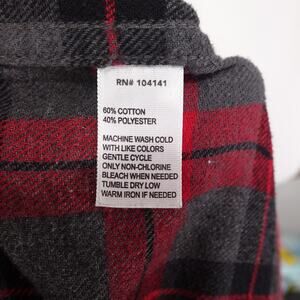 RN# 104141
60% COTTON
40% POLYESTER
MACHINE WASH COLD
WITH LIKE COLORS
GENTLE CYCLE
ONLY NON-CHLORINE
BLEACH WHEN NEEDED
TUMBLE DRY LOW
WARM IRON IF NEEDED